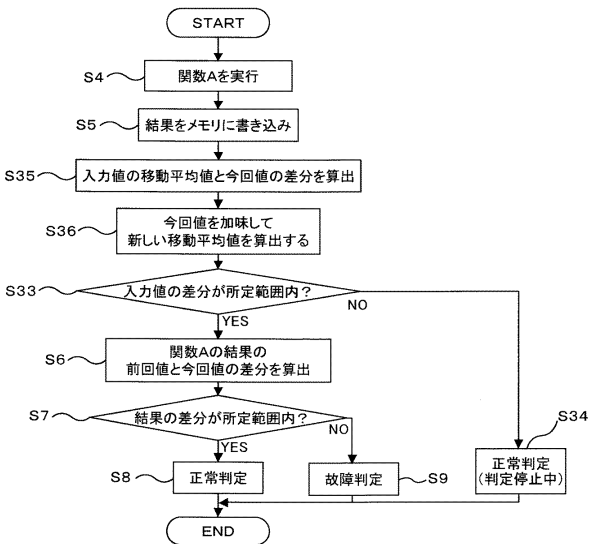 START
S4
関数Aを実行
S5
結果をメモリに書き込み
S35
入力値の移動平均値と今回値の差分を算出
S36
今回値を加味して
新しい移動平均値を算出する
S33
入力値の差分が所定範囲内?
NO
YES
S6
関数Aの結果の
前回値と今回値の差分を算出
S7
結果の差分が所定範囲内?
NO
YES
S34
S8
正常判定
故障判定
S9
正常判定
(判定停止中)
END